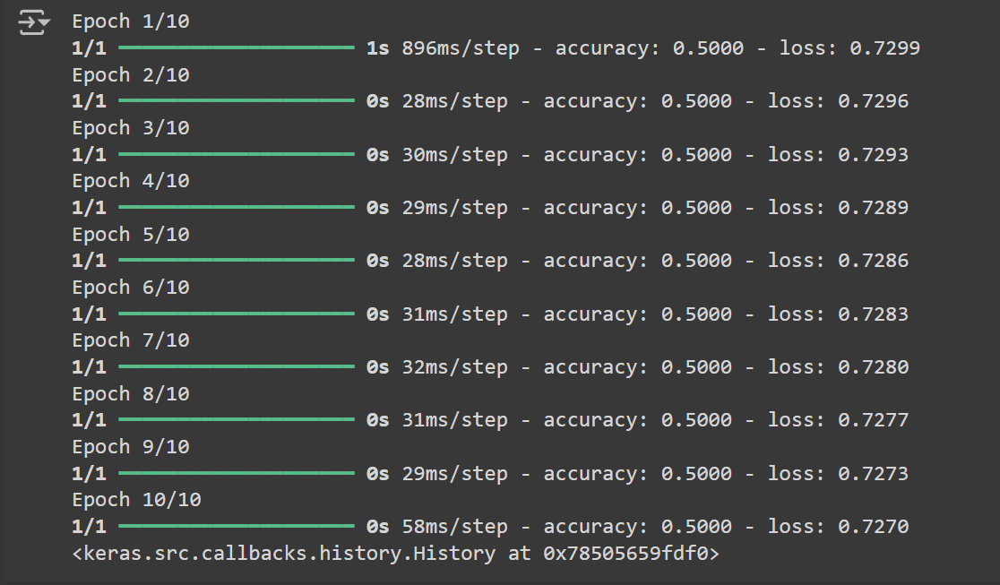 Epoch 1/10
1/1 ━━━━━━━━━━━━━━━━━━━━ 1s 896ms/step - accuracy: 0.5000 - loss: 0.7299
Epoch 2/10
1/1 ━━━━━━━━━━━━━━━━━━━━ 0s 28ms/step - accuracy: 0.5000 - loss: 0.7296
Epoch 3/10
1/1 ━━━━━━━━━━━━━━━━━━━━ 0s 30ms/step - accuracy: 0.5000 - loss: 0.7293
Epoch 4/10
1/1 ━━━━━━━━━━━━━━━━━━━━ 0s 29ms/step - accuracy: 0.5000 - loss: 0.7289
Epoch 5/10
1/1 ━━━━━━━━━━━━━━━━━━━━ 0s 28ms/step - accuracy: 0.5000 - loss: 0.7286
Epoch 6/10
1/1 ━━━━━━━━━━━━━━━━━━━━ 0s 31ms/step - accuracy: 0.5000 - loss: 0.7283
Epoch 7/10
1/1 ━━━━━━━━━━━━━━━━━━━━ 0s 32ms/step - accuracy: 0.5000 - loss: 0.7280
Epoch 8/10
1/1 ━━━━━━━━━━━━━━━━━━━━ 0s 31ms/step - accuracy: 0.5000 - loss: 0.7277
Epoch 9/10
1/1 ━━━━━━━━━━━━━━━━━━━━ 0s 29ms/step - accuracy: 0.5000 - loss: 0.7273
Epoch 10/10
1/1 ━━━━━━━━━━━━━━━━━━━━ 0s 58ms/step - accuracy: 0.5000 - loss: 0.7270
<keras.src.callbacks.history.History at 0x78505659fdf0>